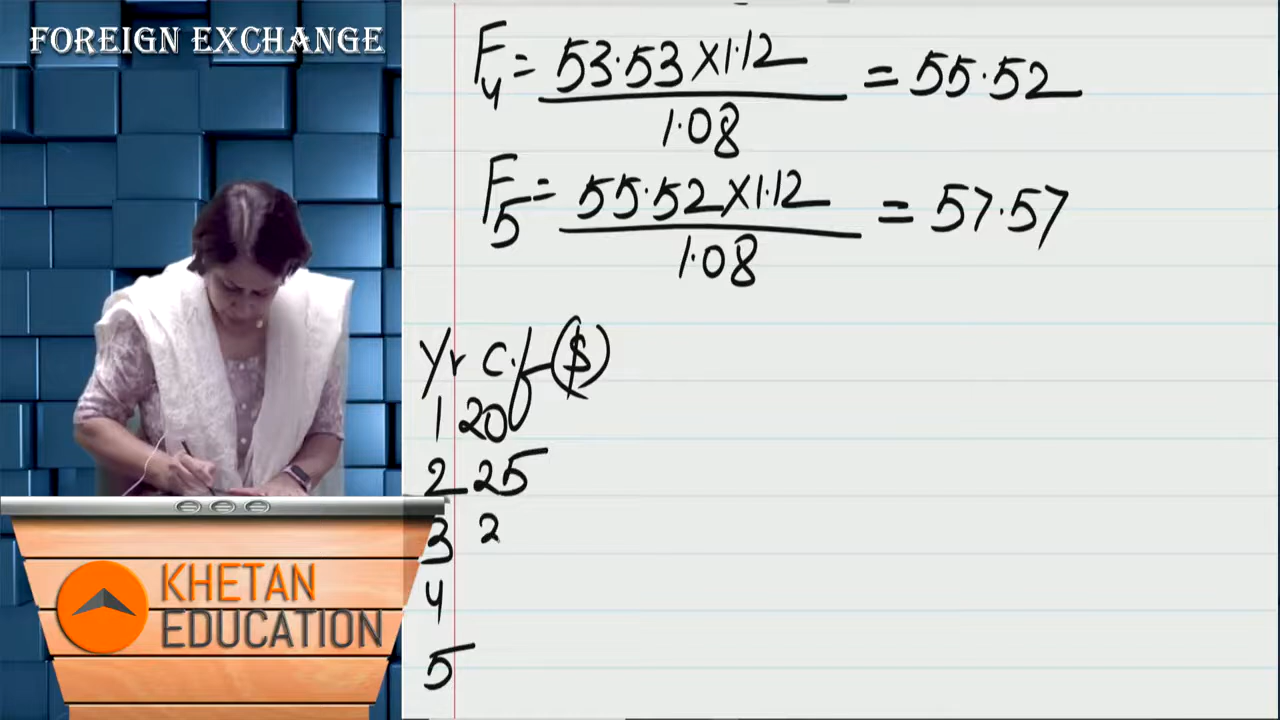 FOREIGN EXCHANGE
F4 = 53.53 x 1.12 / 1.08 = 55.52
F5 = 55.52 x 1.12 / 1.08 = 57.57
Yr C.f ($)
1 20
2 25
3 2
4
5
KHETAN
EDUCATION